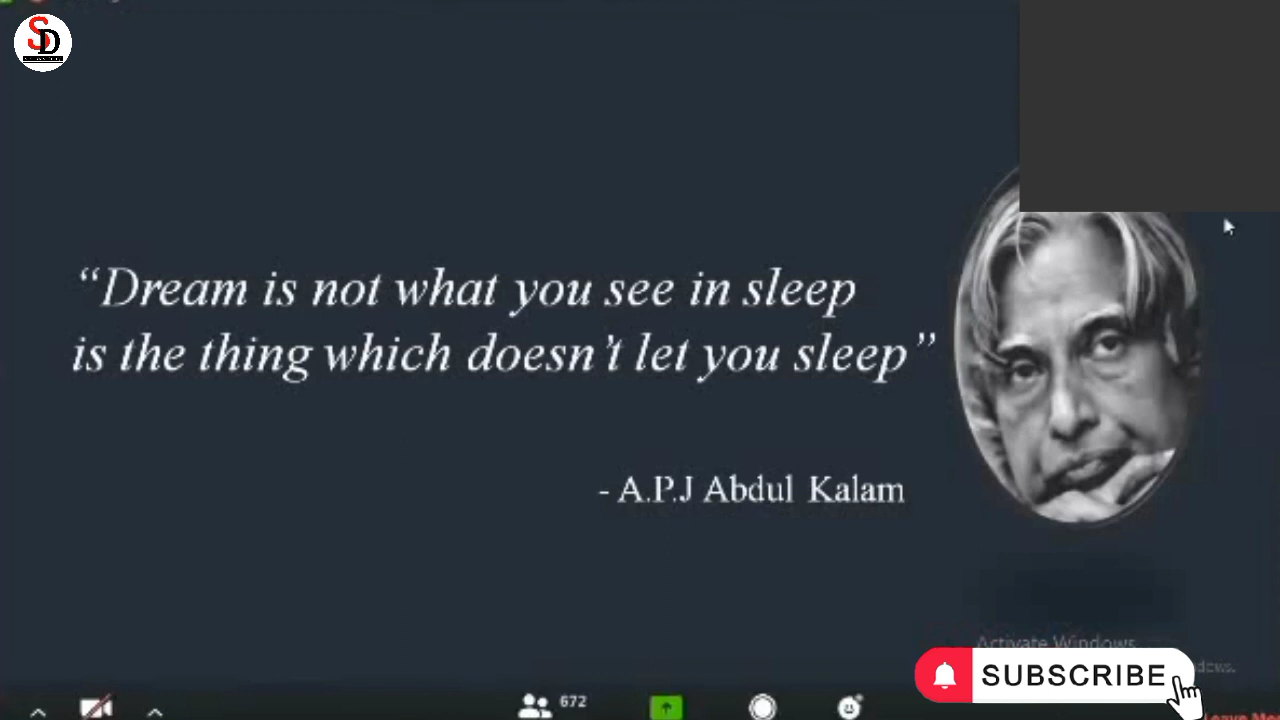 SD
“Dream is not what you see in sleep
is the thing which doesn't let you sleep”
- A.P.J Abdul Kalam
Activate Windows
SUBSCRIBE
672